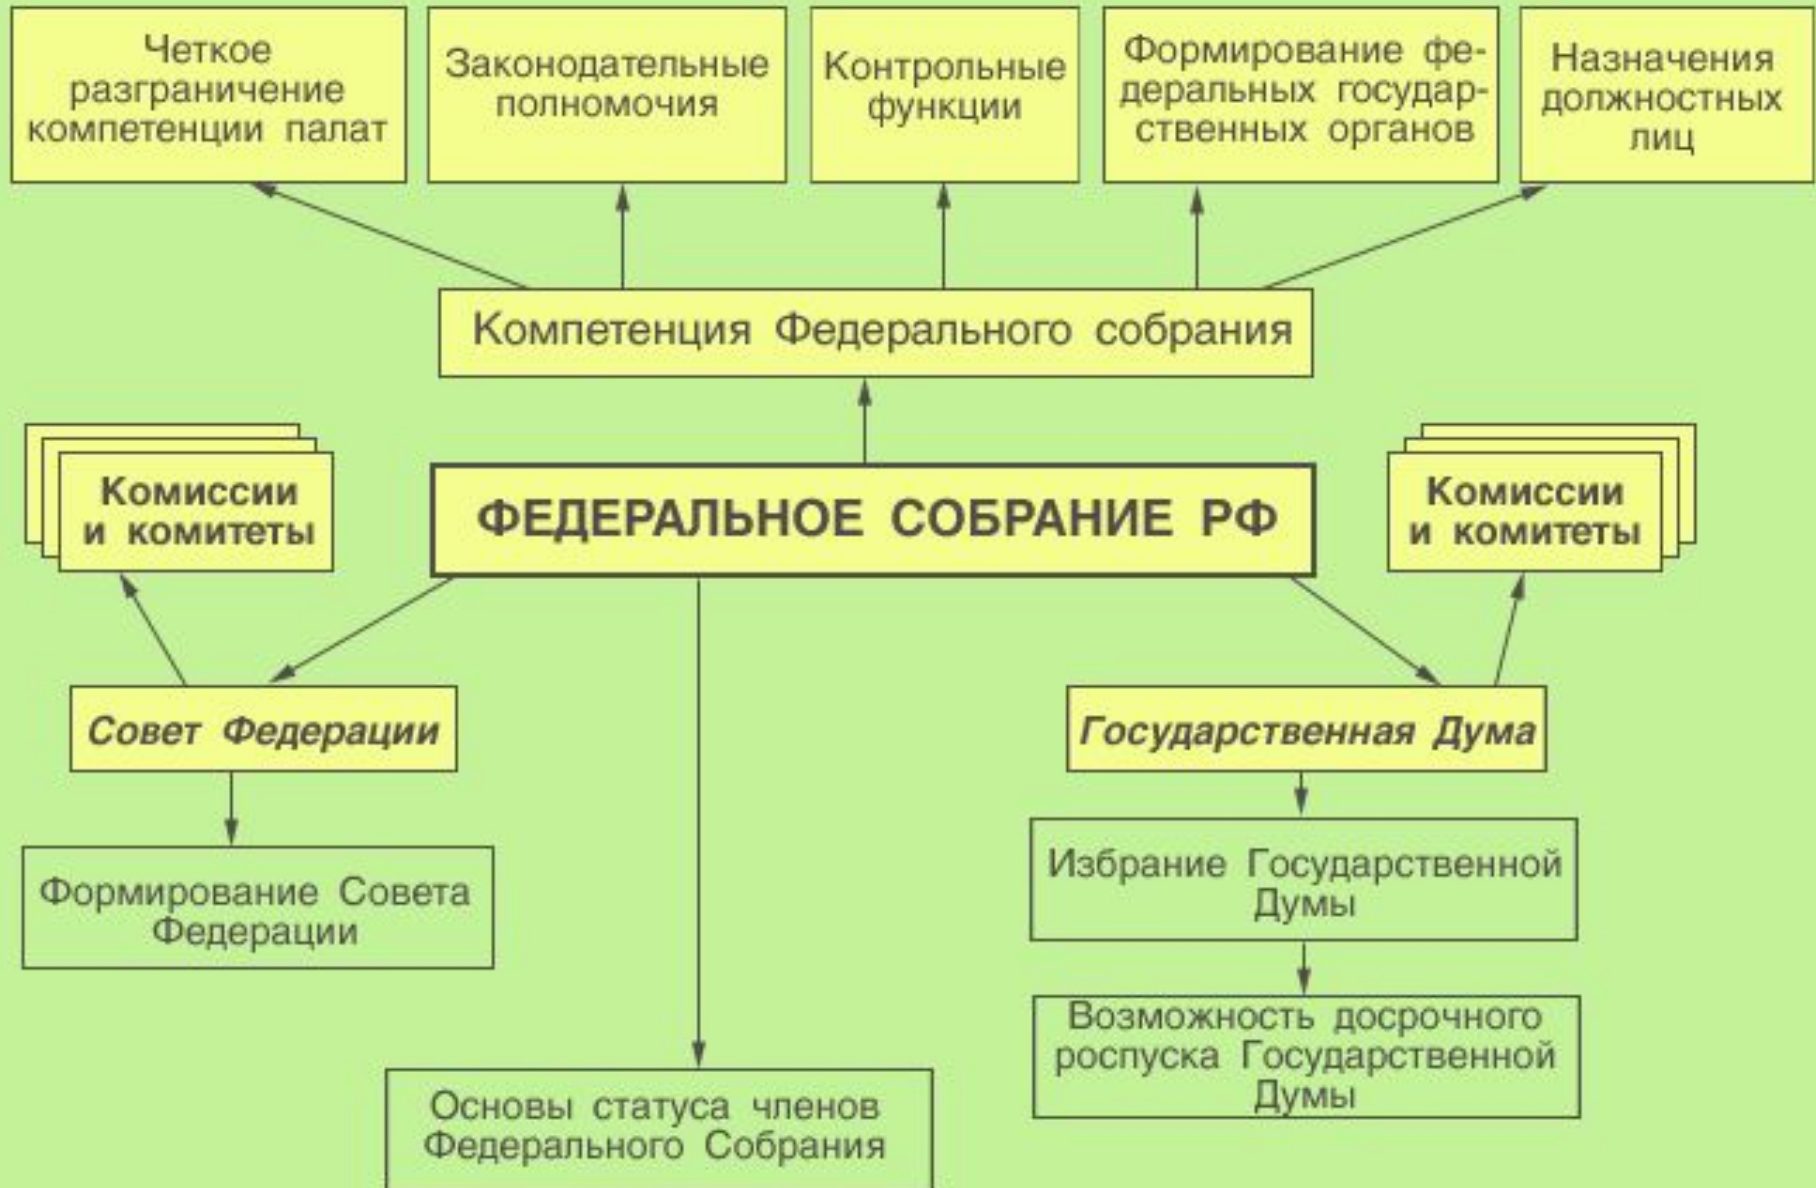 Четкое
разграничение
компетенции палат
Законодательные
полномочия
Контрольные
функции
Формирование фе-
деральных государ-
ственных органов
Назначения
должностных
лиц
Компетенция Федерального собрания
Комиссии
и комитеты
ФЕДЕРАЛЬНОЕ СОБРАНИЕ РФ
Комиссии
и комитеты
Совет Федерации
Государственная Дума
Формирование Совета
Федерации
Избрание Государственной
Думы
Возможность досрочного
роспуска Государственной
Думы
Основы статуса членов
Федерального Собрания